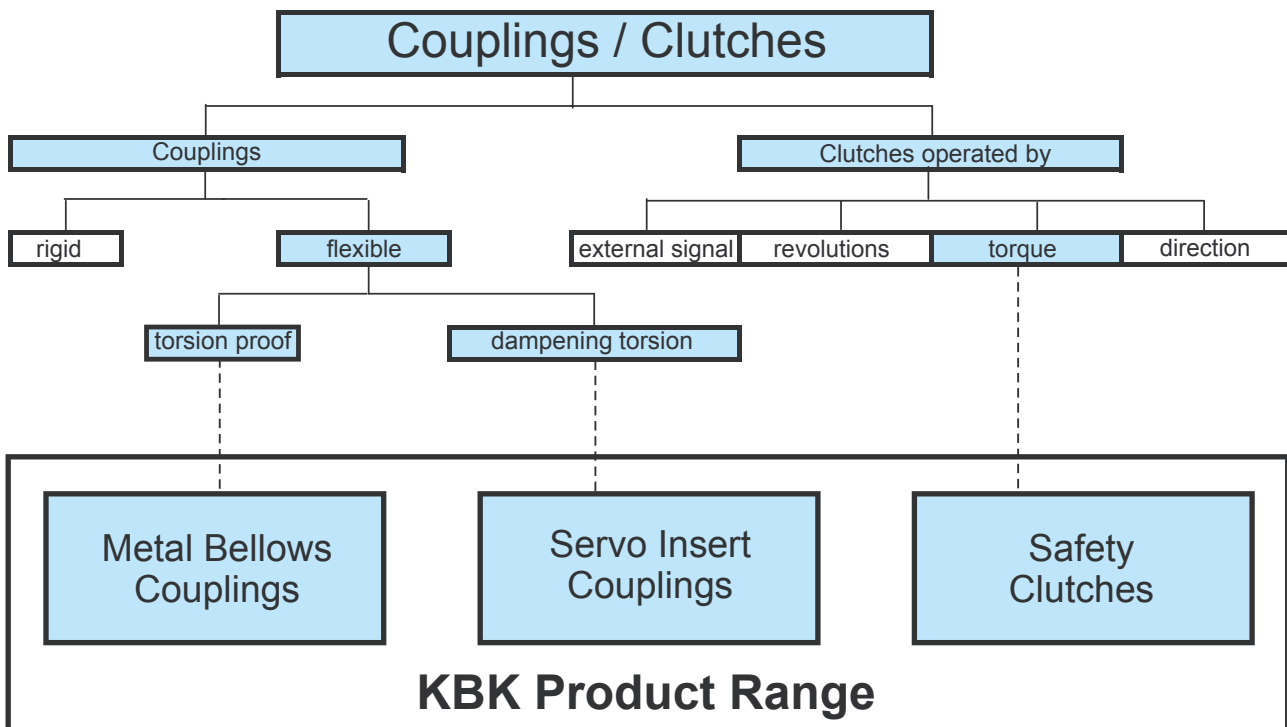 Couplings / Clutches
Couplings
Clutches operated by
rigid
flexible
external signal
revolutions
torque
direction
torsion proof
dampening torsion
Metal Bellows
Couplings
Servo Insert
Couplings
Safety
Clutches
KBK Product Range